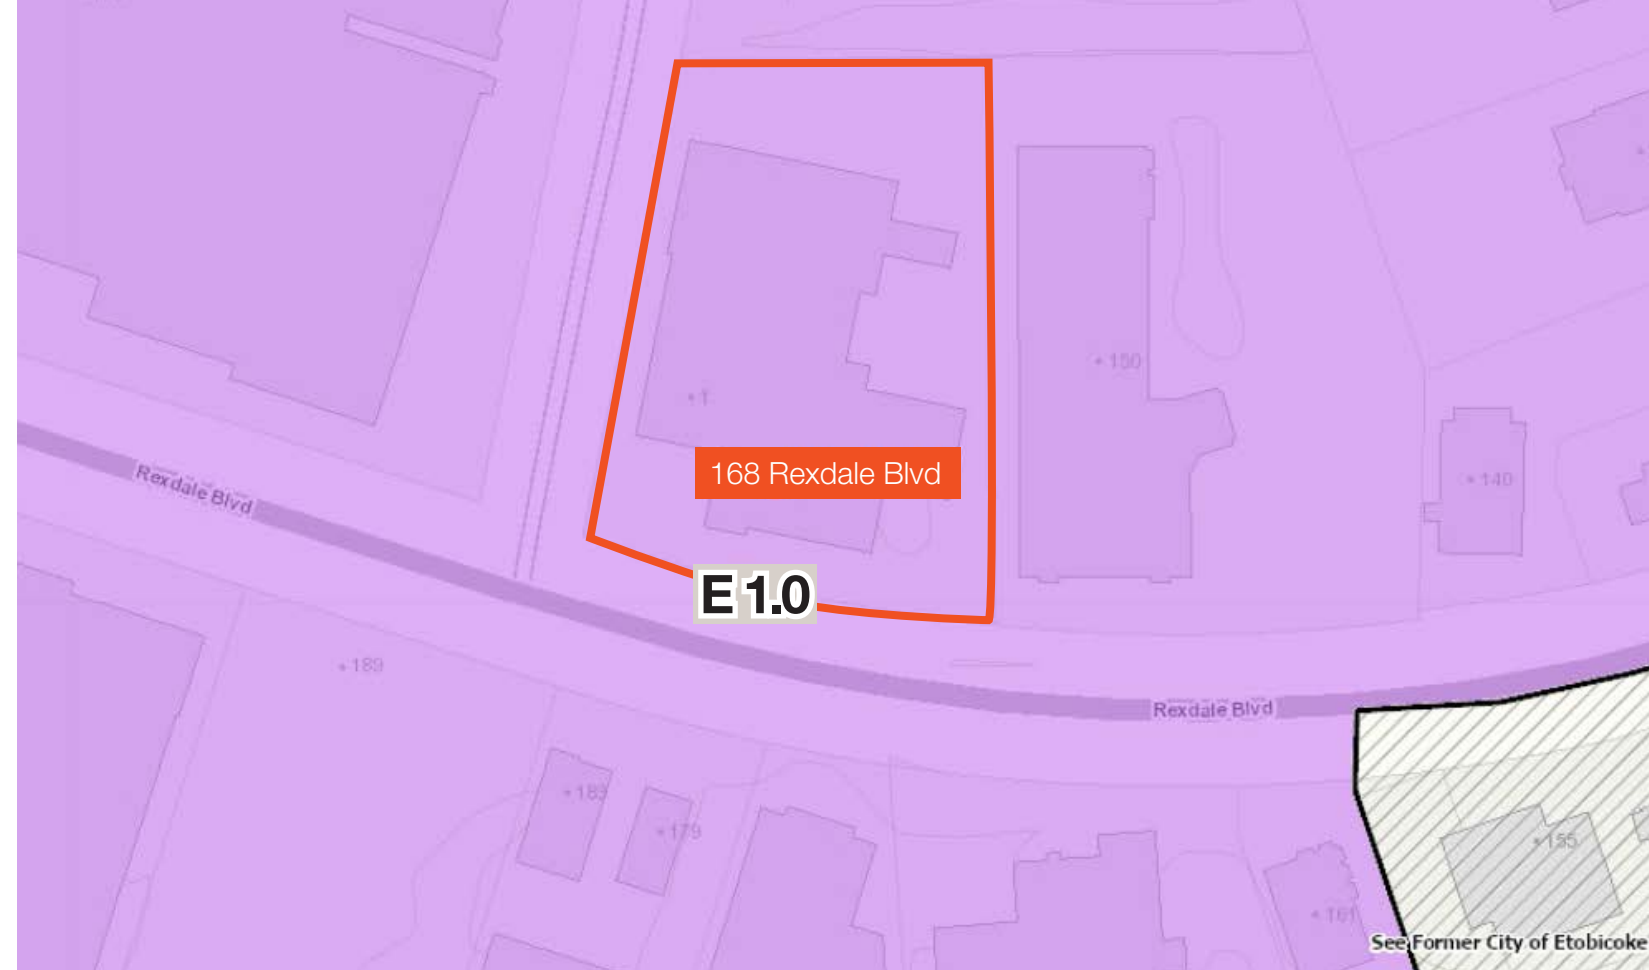 150
1
168 Rexdale Blvd
140
Rexdale Blvd
E 1.0
189
Rexdale Blvd
183
179
155
161
See Former City of Etobicoke